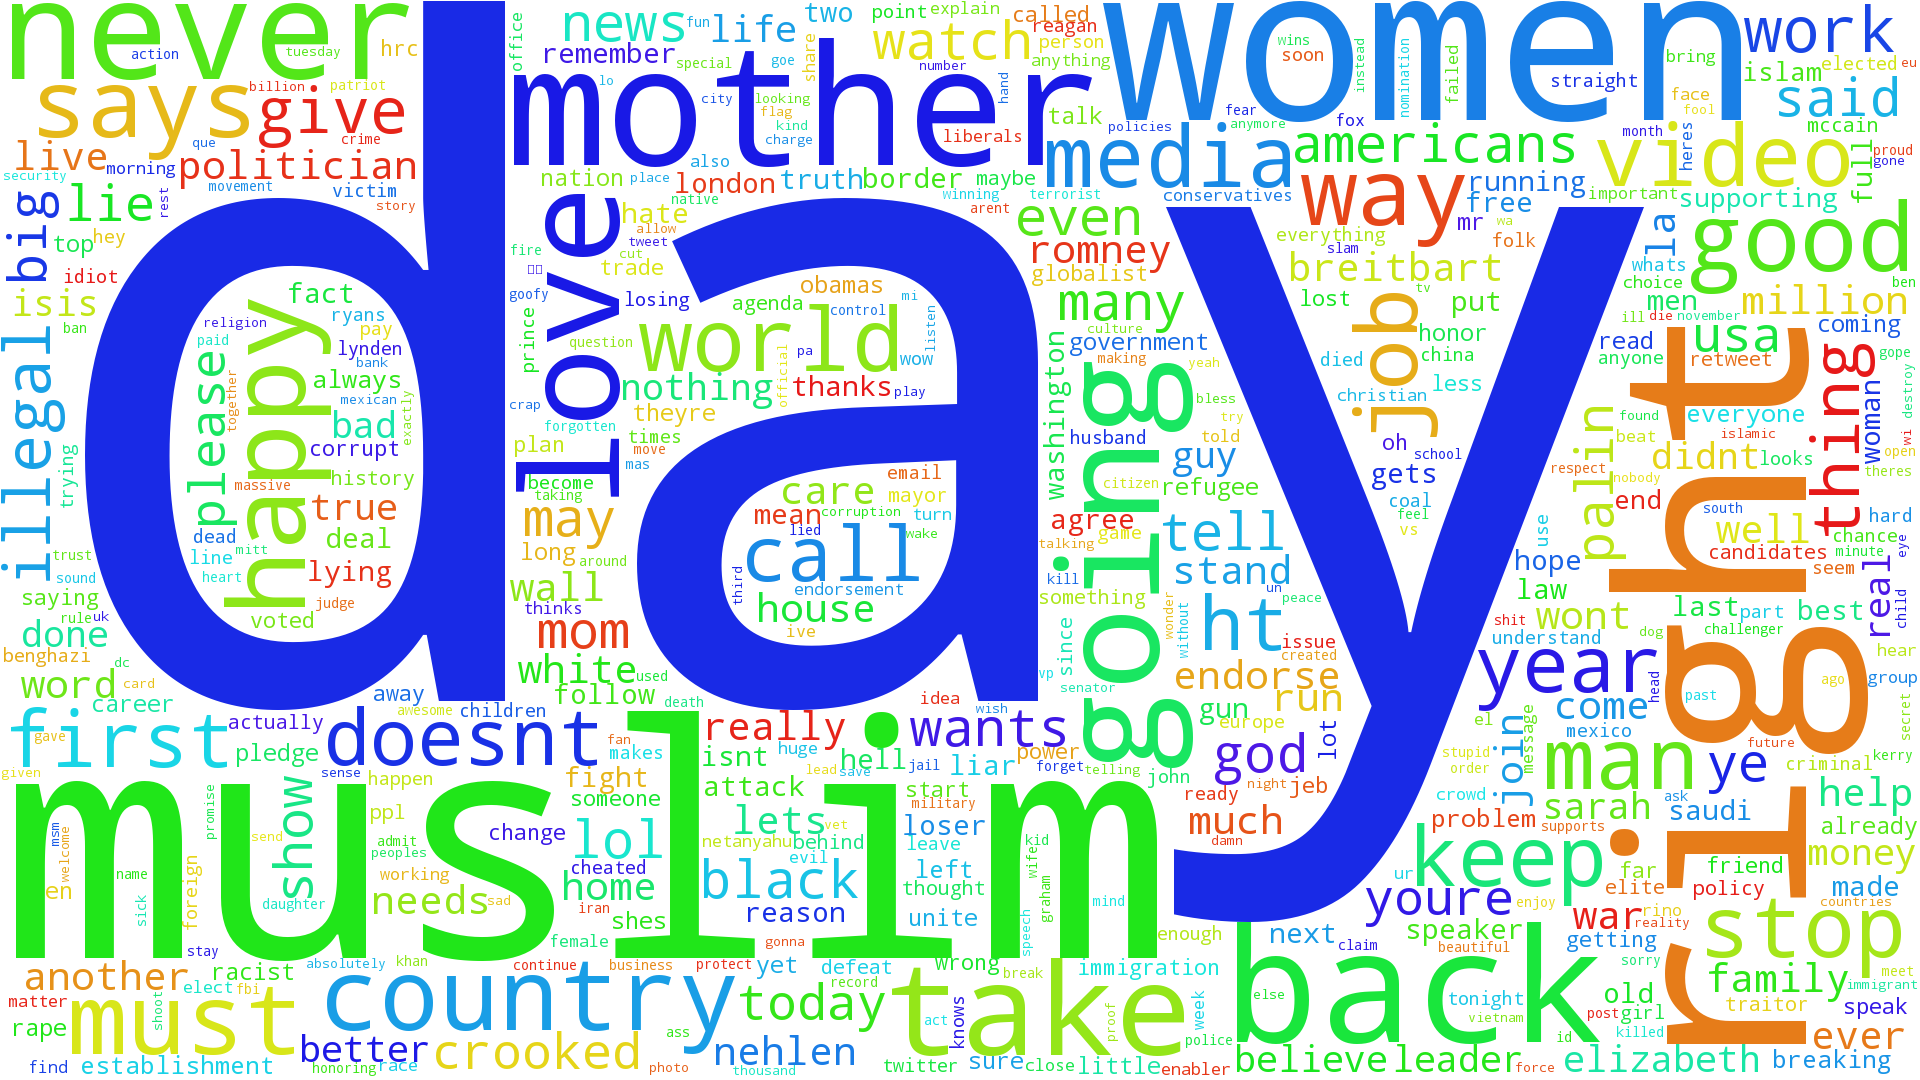 never
action
tuesday
hrc
news
fun
life
two
point
explain
called
women
work
says
billion
patriot
give
remember
special
goe
share
watch
reagan
person
anything
wins
soon
instead
nomination
failed
straight
bring
islam
elected
eu
said
office
lo
mother
city
looking
flag
kind
charge
number
hand
liberals
talk
policies
fear
anymore
fox
face
fool
mccain
live
que
crime
morning
politician
security
movement
victim
story
rest
also
nation
place
london
truth
border
maybe
winning
terrorist
arent
native
media
conservatives
americans
way
running
free
mr
folk
wa
video
month
heres
important
supporting
full
proud
gone
big
lie
top
hey
idiot
isis
ban
day
love
hate
allow
tweet
cut
trade
fire
goofy
losing
even
romney
globalist
everything
slam
breitbart
lost
tv
put
la
whats
choice
men
good
ben
million
ill
die
november
illegal
happy
fact
religion
ryans
paid
pay
lynden
bank
please
always
mexican
together
exactly
bad
corrupt
massive
history
true
dead
mitt
deal
line
heart
lying
judge
voted
trying
trust
sound
saying
rule
uk
done
benghazi
dc
word
card
career
prince
question
crap
forgotten
nothing
theyre
times
move
mas
plan
become
taking
may
long
around
wall
thinks
mom
white
used
follow
death
obamas
agenda
control
mi
listen
world
pa
wow
official
thanks
play
email
care
mayor
mean
lied
corruption
turn
wake
call
third
endorsement
house
ive
idea
wish
many
culture
government
making
yeah
washington
going
bless
try
husband
told
guy
citizen
refugee
agree
game
talking
tell
kill
stand
something
un
peace
wonder
without
ht
issue
created
since
vp
senator
endorse
gun
run
europe
power
forget
telling
john
god
lot
night
jeb
ready
much
damn
job
died
honor
china
christian
less
oh
school
gets
coal
feel
vs
read
anyone
usa
retweet
coming
gope
destroy
right
thing
woman
everyone
found
beat
islamic
wi
open
theres
palin
didnt
looks
respect
nobody
end
south
well
hard
chance
minute
eye
candidates
seem
use
hope
law
real
child
shit
wont
last
part
best
challenger
understand
dog
hear
year
head
past
ago
group
secret
come
mexico
el
stupid
order
message
join
man
ye
future
kerry
criminal
crowd
sarah
ask
saudi
help
problem
supports
already
keep
ur
far
friend
money
elite
policy
made
enjoy
countries
youre
war
rino
reality
stop
first
gave
actually
away
awesome
children
doesnt
pledge
sense
given
muslim
show
happen
ppl
promise
send
admit
peoples
change
msm
welcome
name
en
sick
foreign
daughter
working
needs
sad
stay
fan
makes
really
isnt
huge
hell
wants
fight
attack
lead
save
jail
liar
someone
start
military
lol
lets
vet
loser
netanyahu
behind
leave
kid
wife
cheated
evil
left
home
black
thought
graham
mind
iran
reason
shes
unite
speech
female
gonna
enough
next
claim
speaker
beautiful
getting
sorry
another
racist
absolutely
khan
continue
business
protect
yet
defeat
wrong
break
immigration
family
meet
immigrant
matter
elect
fbi
must
country
record
today
take
knows
proof
week
back
else
tonight
vietnam
old
post
girl
traitor
speak
rape
shoot
better
crooked
ass
nehlen
act
police
id
killed
ever
find
establishment
honoring
race
photo
thousand
twitter
sure
close
little
enabler
believe
leader
force
elizabeth
breaking